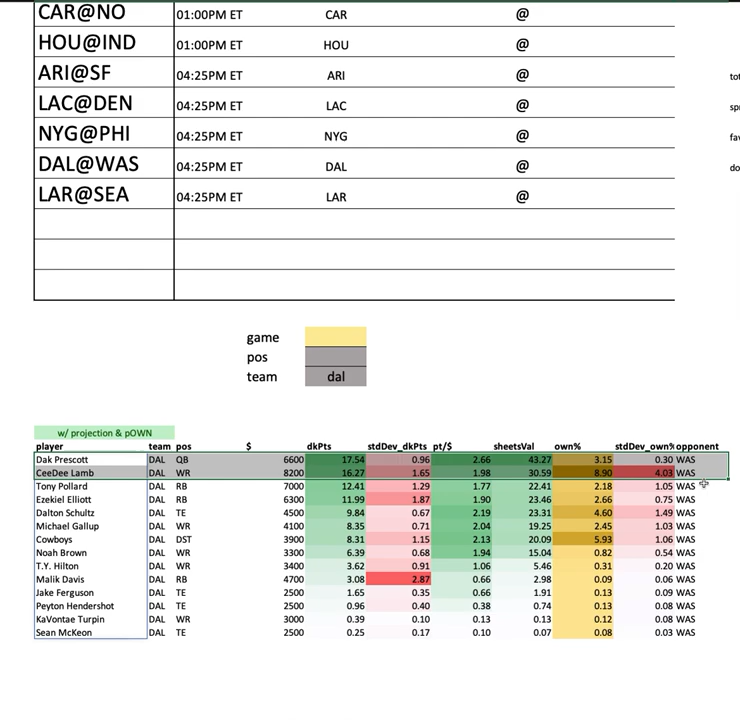 CAR@NO 01:00PM ET CAR @
HOU@IND 01:00PM ET HOU @
ARI@SF 04:25PM ET ARI @ tot
LAC@DEN 04:25PM ET LAC @ spr
NYG@PHI 04:25PM ET NYG @ fav
DAL@WAS 04:25PM ET DAL @ do
LAR@SEA 04:25PM ET LAR @
game
pos
team dal
w/ projection & pOWN
player team pos $ dkPts stdDev_dkPts pt/$ sheetsVal own% stdDev_own% opponent
Dak Prescott DAL QB 6600 17.54 0.96 2.66 43.27 3.15 0.30 WAS
CeeDee Lamb DAL WR 8200 16.27 1.65 1.98 30.59 8.90 4.03 WAS
Tony Pollard DAL RB 7000 12.41 1.29 1.77 22.41 2.18 1.05 WAS
Ezekiel Elliott DAL RB 6300 11.99 1.87 1.90 23.46 2.66 0.75 WAS
Dalton Schultz DAL TE 4500 9.84 0.67 2.19 23.31 4.60 1.49 WAS
Michael Gallup DAL WR 4100 8.35 0.71 2.04 19.25 2.45 1.03 WAS
Cowboys DAL DST 3900 8.31 1.15 2.13 20.09 5.93 1.06 WAS
Noah Brown DAL WR 3300 6.39 0.68 1.94 15.04 0.82 0.54 WAS
T.Y. Hilton DAL WR 3400 3.62 0.91 1.06 5.46 0.31 0.20 WAS
Malik Davis DAL RB 4700 3.08 2.87 0.66 2.98 0.09 0.06 WAS
Jake Ferguson DAL TE 2500 1.65 0.35 0.66 1.91 0.13 0.09 WAS
Peyton Hendershot DAL TE 2500 0.96 0.40 0.38 0.74 0.13 0.08 WAS
KaVontae Turpin DAL WR 3000 0.39 0.10 0.13 0.13 0.12 0.08 WAS
Sean McKeon DAL TE 2500 0.25 0.17 0.10 0.07 0.08 0.03 WAS